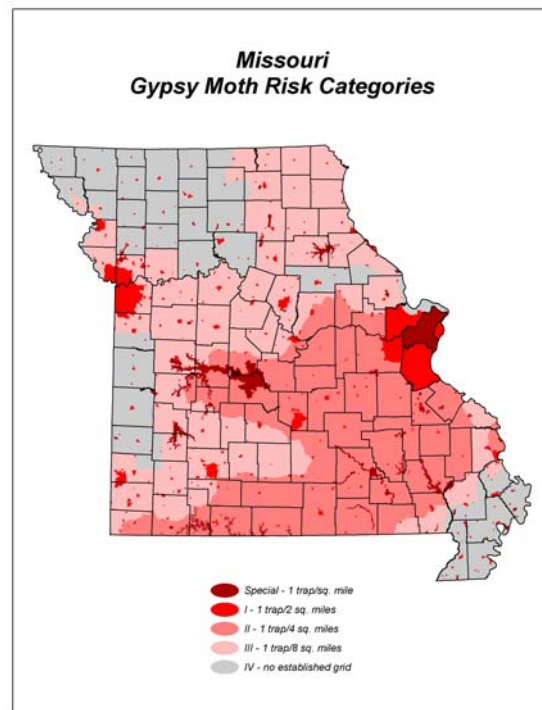 Missouri
Gypsy Moth Risk Categories
Special - 1 trap/sq. mile
I - 1 trap/2 sq. miles
II - 1 trap/4 sq. miles
III - 1 trap/8 sq. miles
IV - no established grid